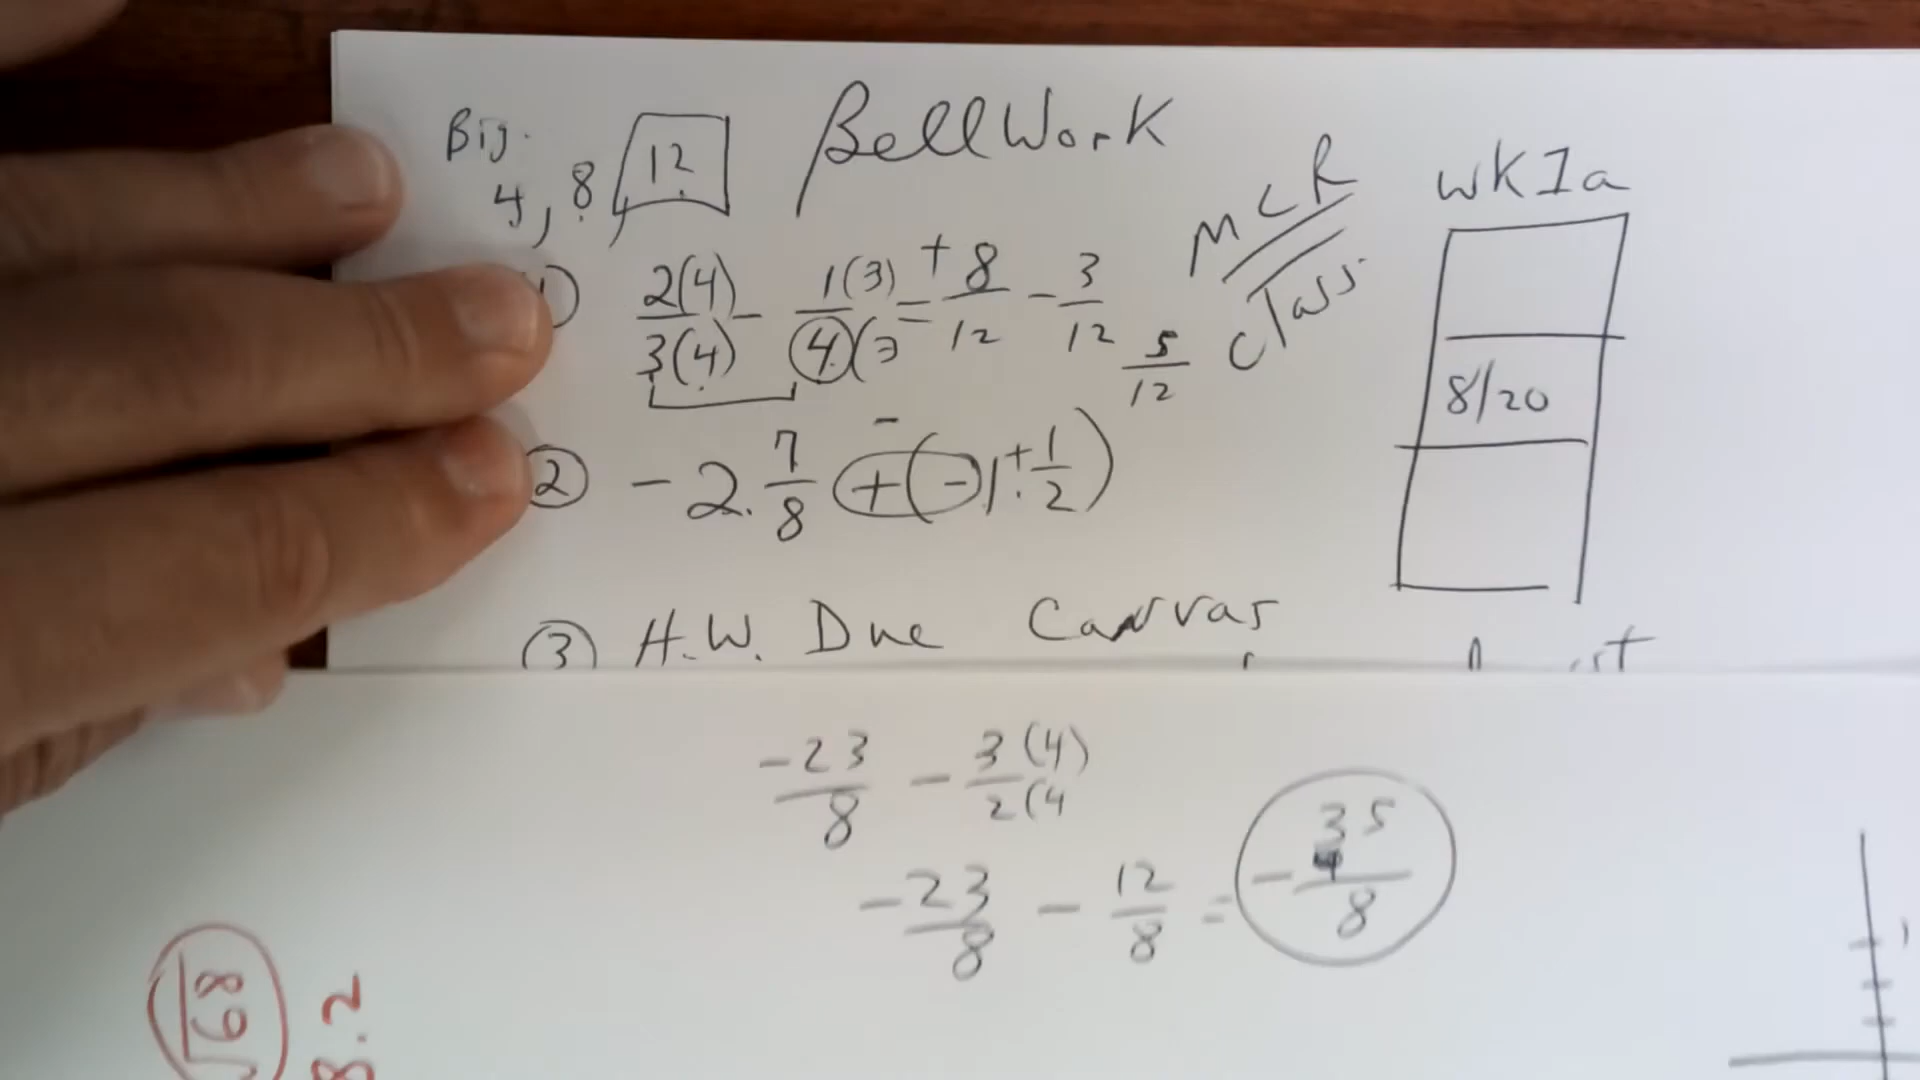 Big. BellWork
4, 8, 12
MCR
Class.
WK1a
8/20
1) 2(4)/3(4) - 1(3)/4(3 = +8/12 - 3/12 5/12
2) -2 7/8 + (-1 + 1/2) -
3) H.W. Due Canvas
-23/8 - 3(4)/2(4
-23/8 - 12/8 = -35/8
√68
8.2